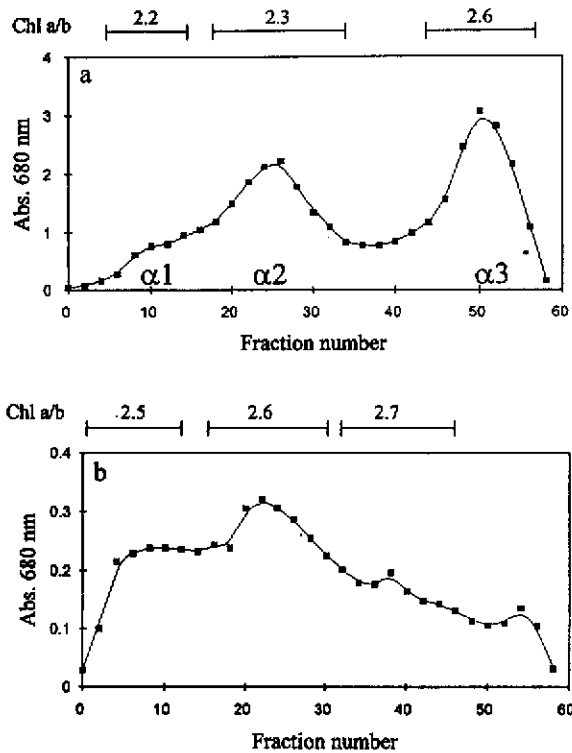 Chl a/b 2.2 2.3 2.6
a
4
3
2
1
0
Abs. 680 nm
α1 α2 α3
0 10 20 30 40 50 60
Fraction number
Chl a/b 2.5 2.6 2.7
b
0.4
0.3
0.2
0.1
0
Abs. 680 nm
0 10 20 30 40 50 60
Fraction number